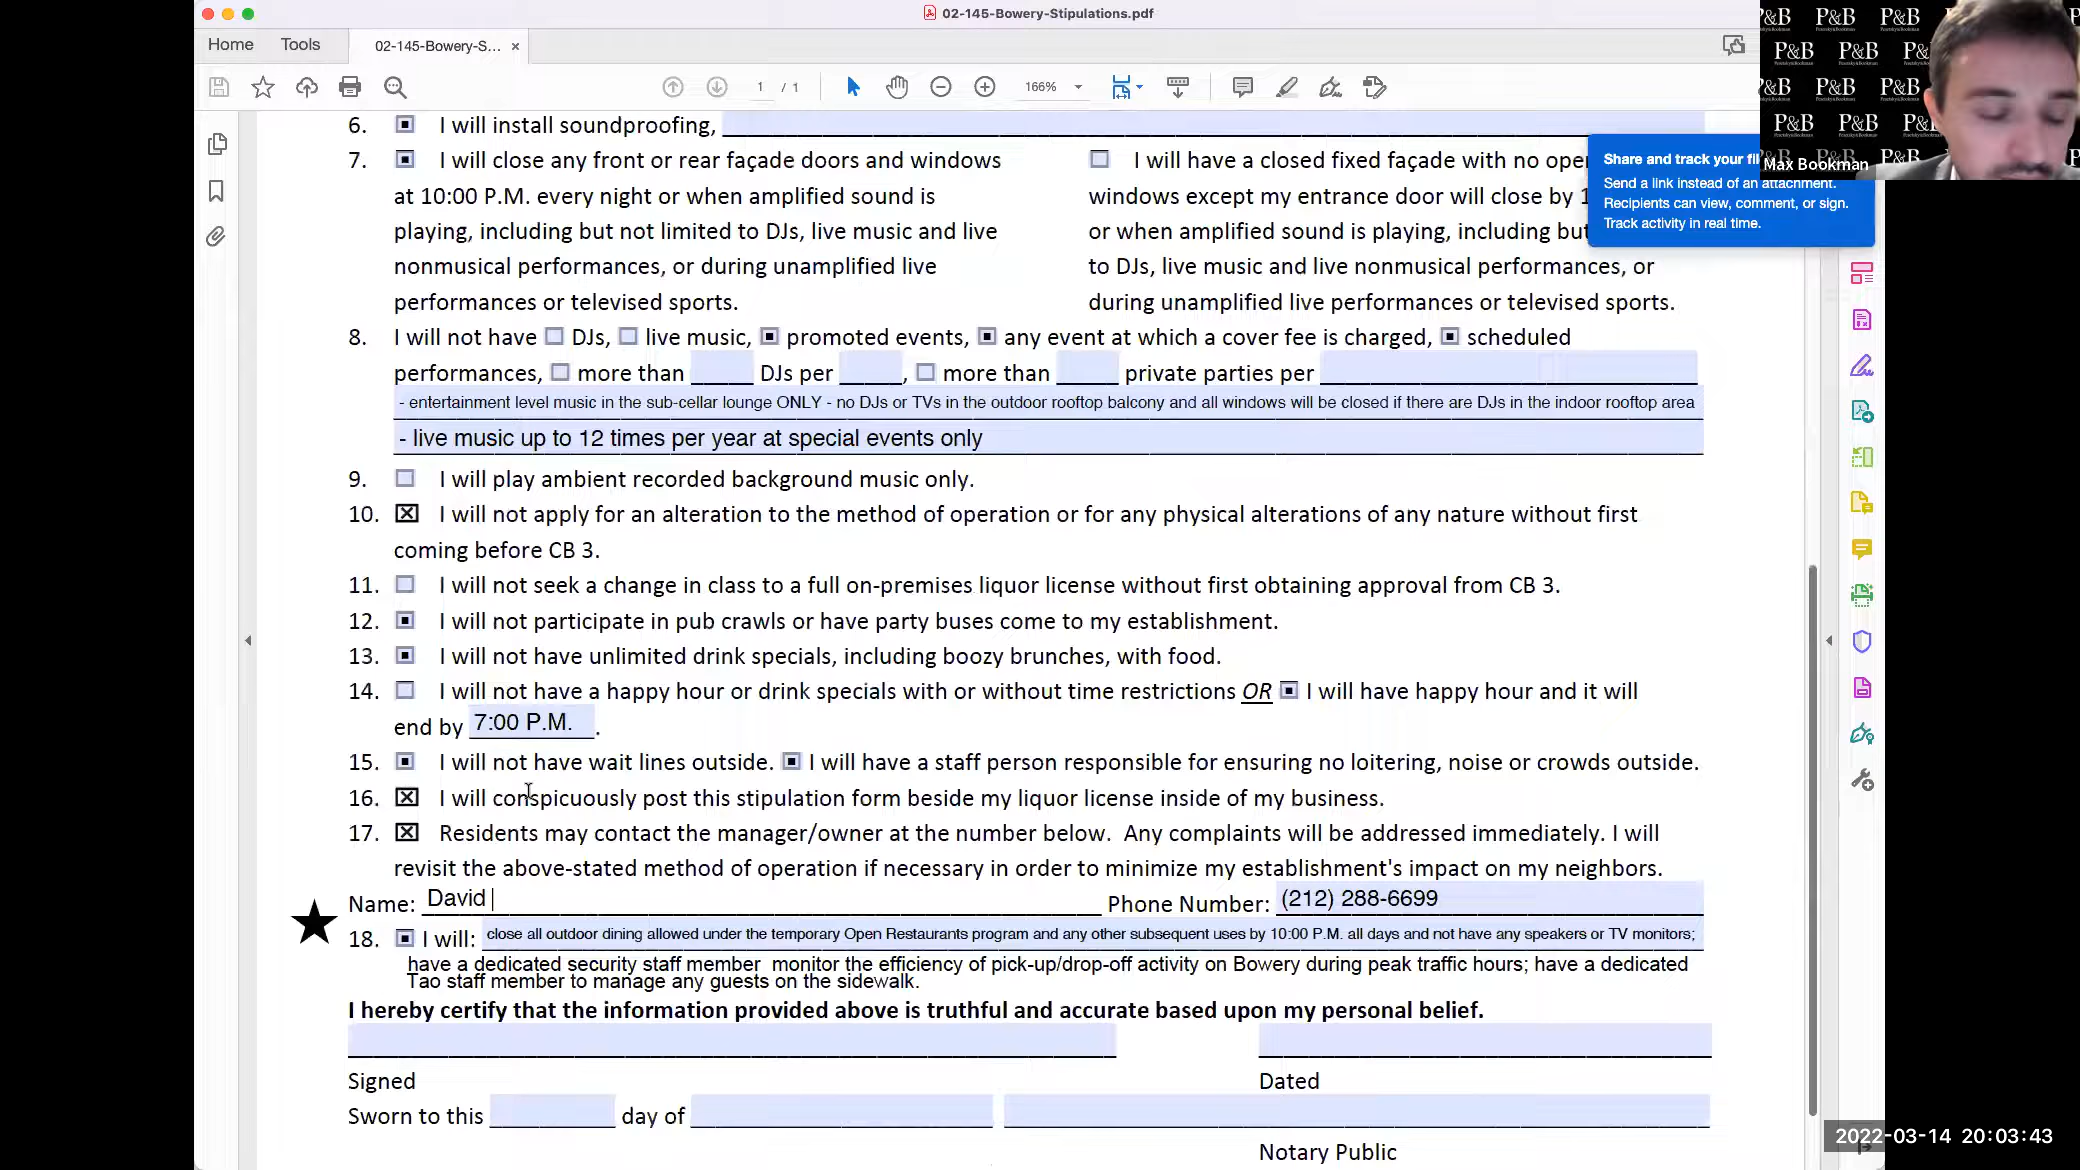 02-145-Bowery-Stipulations.pdf
Home Tools 02-145-Bowery-S... ×
1 / 1 166%
P&B P&B P&B
P&B P&B
P&B
P&B P&B
Max Bookman
Share and track your fil
Send a link instead of an attachment.
Recipients can view, comment, or sign.
Track activity in real time.
6. I will install soundproofing,
7. I will close any front or rear façade doors and windows
at 10:00 P.M. every night or when amplified sound is
playing, including but not limited to DJs, live music and live
nonmusical performances, or during unamplified live
performances or televised sports.
I will have a closed fixed façade with no ope
windows except my entrance door will close by 1
or when amplified sound is playing, including but
to DJs, live music and live nonmusical performances, or
during unamplified live performances or televised sports.
8. I will not have DJs, live music, promoted events, any event at which a cover fee is charged, scheduled
performances, more than DJs per , more than private parties per
- entertainment level music in the sub-cellar lounge ONLY - no DJs or TVs in the outdoor rooftop balcony and all windows will be closed if there are DJs in the indoor rooftop area
- live music up to 12 times per year at special events only
9. I will play ambient recorded background music only.
10. I will not apply for an alteration to the method of operation or for any physical alterations of any nature without first
coming before CB 3.
11. I will not seek a change in class to a full on-premises liquor license without first obtaining approval from CB 3.
12. I will not participate in pub crawls or have party buses come to my establishment.
13. I will not have unlimited drink specials, including boozy brunches, with food.
14. I will not have a happy hour or drink specials with or without time restrictions OR I will have happy hour and it will
end by 7:00 P.M. .
15. I will not have wait lines outside. I will have a staff person responsible for ensuring no loitering, noise or crowds outside.
16. I will conspicuously post this stipulation form beside my liquor license inside of my business.
17. Residents may contact the manager/owner at the number below. Any complaints will be addressed immediately. I will
revisit the above-stated method of operation if necessary in order to minimize my establishment's impact on my neighbors.
Name: David Phone Number: (212) 288-6699
18. I will: close all outdoor dining allowed under the temporary Open Restaurants program and any other subsequent uses by 10:00 P.M. all days and not have any speakers or TV monitors;
have a dedicated security staff member monitor the efficiency of pick-up/drop-off activity on Bowery during peak traffic hours; have a dedicated
Tao staff member to manage any guests on the sidewalk.
I hereby certify that the information provided above is truthful and accurate based upon my personal belief.
Signed Dated
Sworn to this day of
Notary Public
2022-03-14 20:03:43